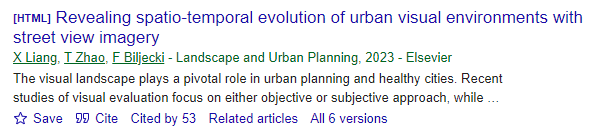 [HTML] Revealing spatio-temporal evolution of urban visual environments with
street view imagery
X Liang, T Zhao, F Biljecki - Landscape and Urban Planning, 2023 - Elsevier
The visual landscape plays a pivotal role in urban planning and healthy cities. Recent
studies of visual evaluation focus on either objective or subjective approach, while …
Save Cite Cited by 53 Related articles All 6 versions